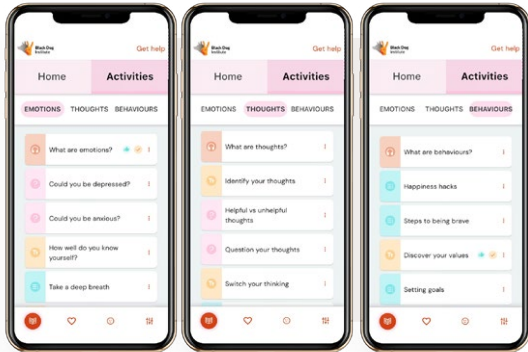 Black Dog
Institute
Get help
Home
Activities
EMOTIONS
THOUGHTS
BEHAVIOURS
What are emotions?
Could you be depressed?
Could you be anxious?
How well do you know
yourself?
Take a deep breath
Black Dog
Institute
Get help
Home
Activities
EMOTIONS
THOUGHTS
BEHAVIOURS
What are thoughts?
Identify your thoughts
Helpful vs unhelpful
thoughts
Question your thoughts
Switch your thinking
Black Dog
Institute
Get help
Home
Activities
EMOTIONS
THOUGHTS
BEHAVIOURS
What are behaviours?
Happiness hacks
Steps to being brave
Discover your values
Setting goals